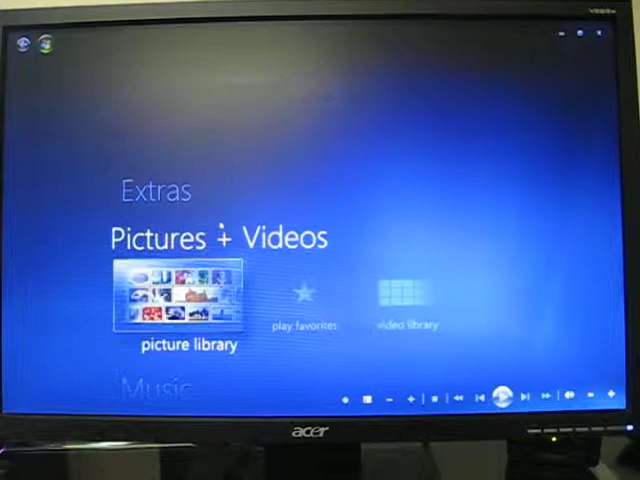 Extras
Pictures + Videos
picture library
play favorites
video library
Music
acer